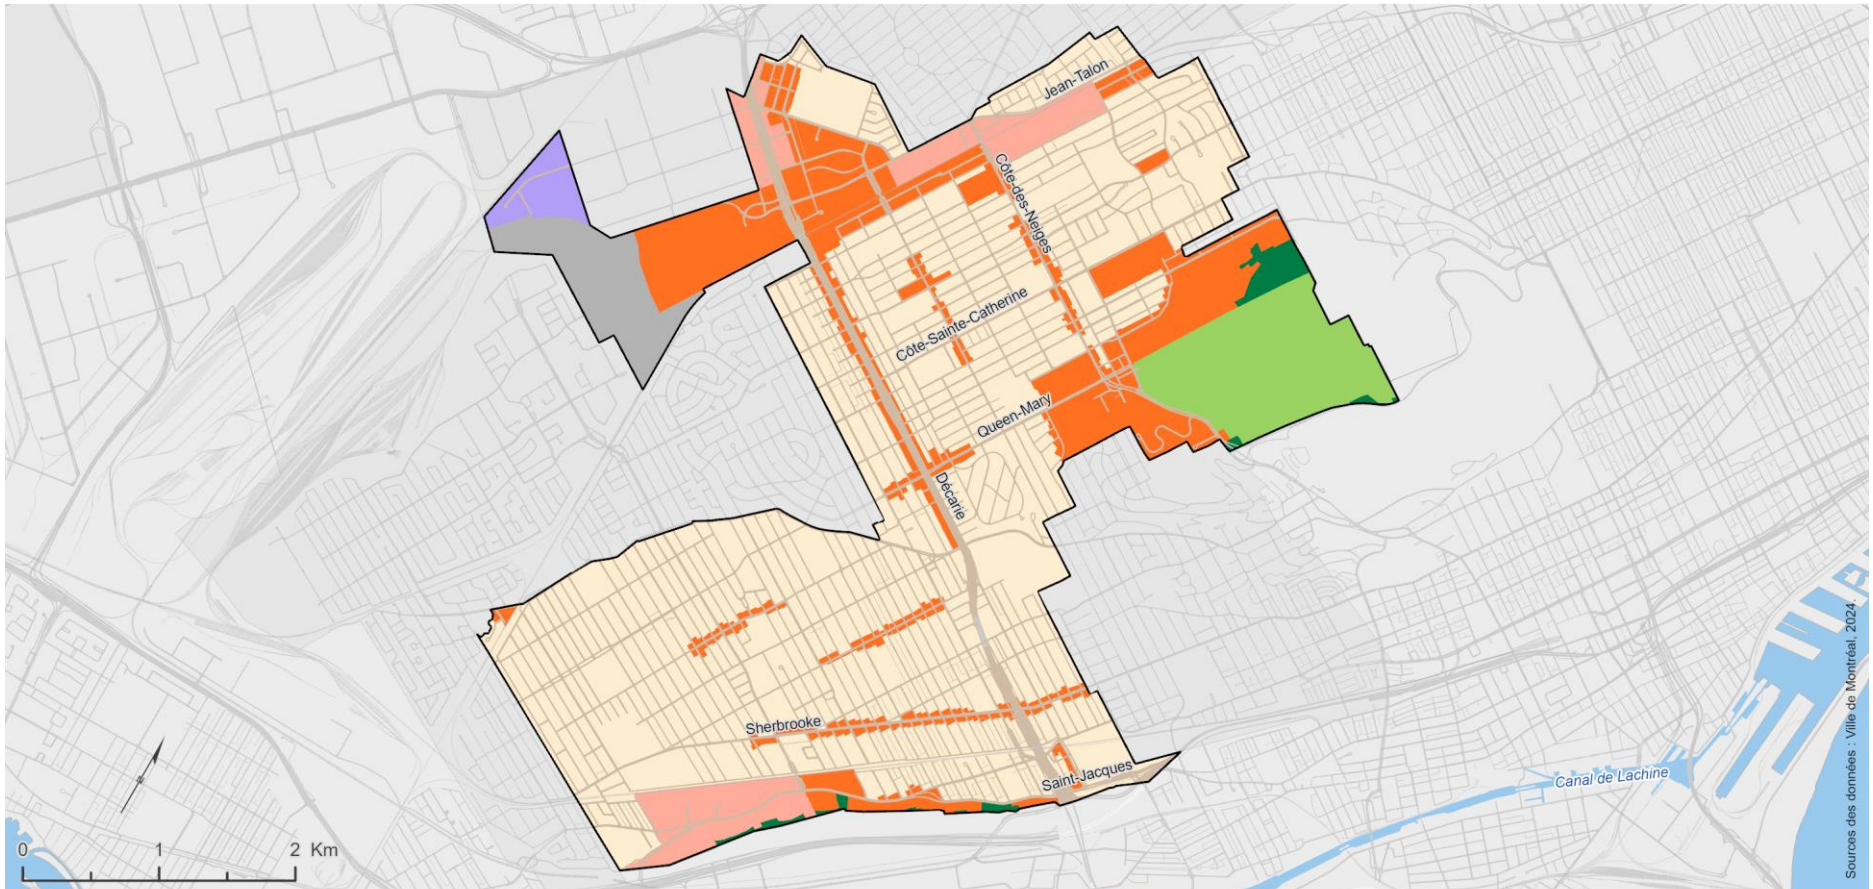 Jean-Talon
Côte-des-Neiges
Côte-Sainte-Catherine
Queen-Mary
Décarie
Sherbrooke
Saint-Jacques
Canal de Lachine
N
0 1 2 Km
Sources des données : Ville de Montréal, 2024.